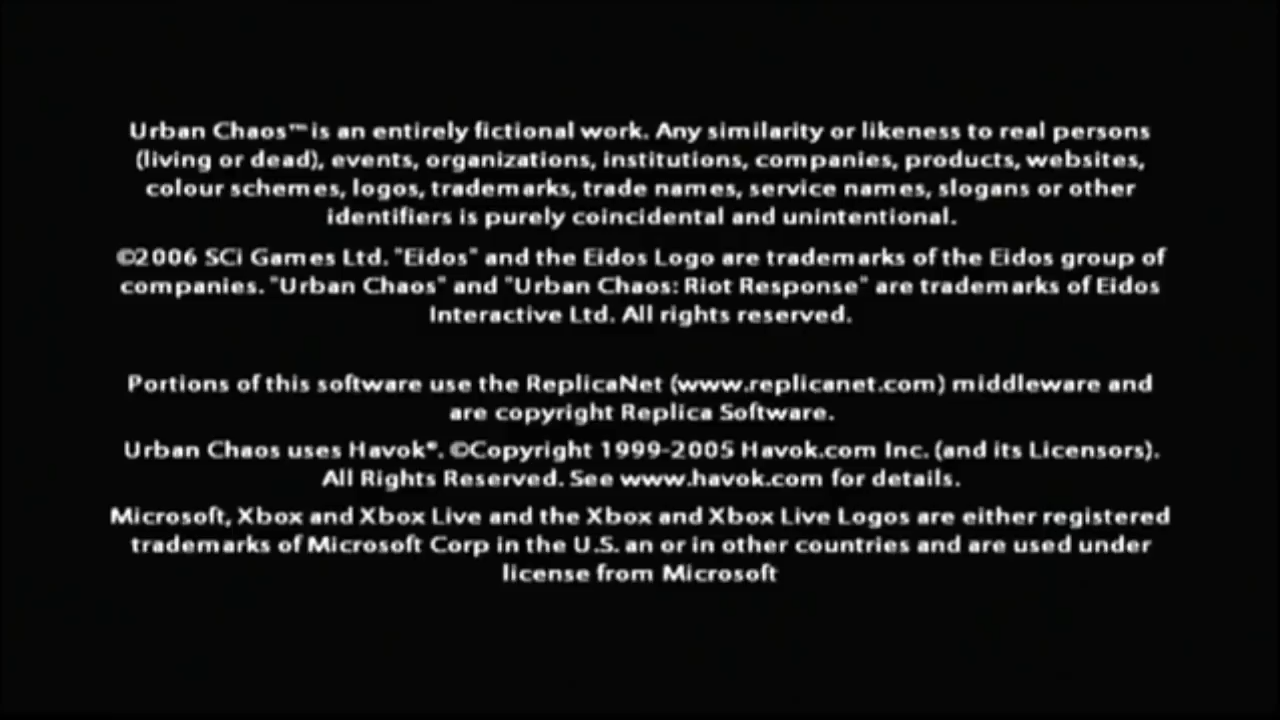 Urban Chaos™ is an entirely fictional work. Any similarity or likeness to real persons
(living or dead), events, organizations, institutions, companies, products, websites,
colour schemes, logos, trademarks, trade names, service names, slogans or other
identifiers is purely coincidental and unintentional.
©2006 SCi Games Ltd. "Eidos" and the Eidos Logo are trademarks of the Eidos group of
companies. "Urban Chaos" and "Urban Chaos: Riot Response" are trademarks of Eidos
Interactive Ltd. All rights reserved.
Portions of this software use the ReplicaNet (www.replicanet.com) middleware and
are copyright Replica Software.
Urban Chaos uses Havok®. ©Copyright 1999-2005 Havok.com Inc. (and its Licensors).
All Rights Reserved. See www.havok.com for details.
Microsoft, Xbox and Xbox Live and the Xbox and Xbox Live Logos are either registered
trademarks of Microsoft Corp in the U.S. an or in other countries and are used under
license from Microsoft